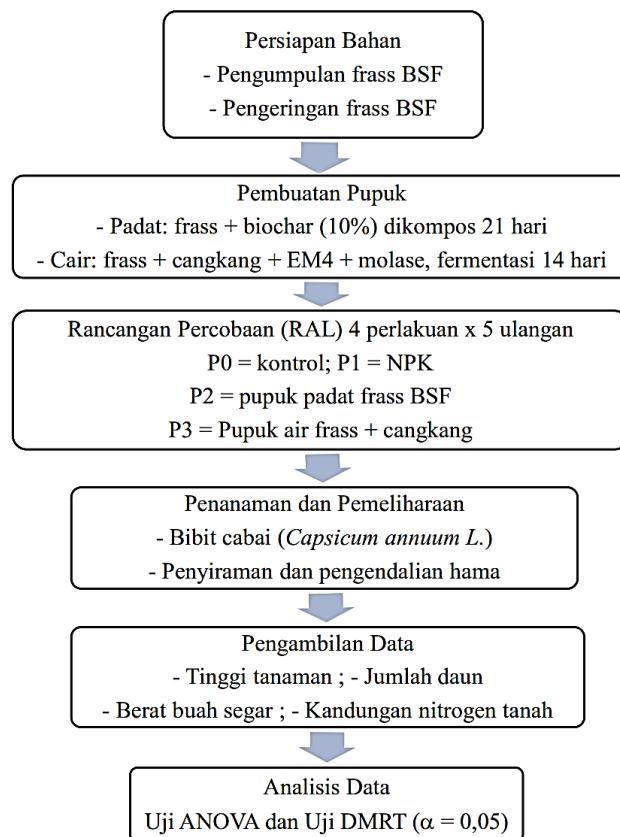 Persiapan Bahan
- Pengumpulan frass BSF
- Pengeringan frass BSF
Pembuatan Pupuk
- Padat: frass + biochar (10%) dikompos 21 hari
- Cair: frass + cangkang + EM4 + molase, fermentasi 14 hari
Rancangan Percobaan (RAL) 4 perlakuan x 5 ulangan
P0 = kontrol; P1 = NPK
P2 = pupuk padat frass BSF
P3 = Pupuk air frass + cangkang
Penanaman dan Pemeliharaan
- Bibit cabai (Capsicum annuum L.)
- Penyiraman dan pengendalian hama
Pengambilan Data
- Tinggi tanaman ; - Jumlah daun
- Berat buah segar ; - Kandungan nitrogen tanah
Analisis Data
Uji ANOVA dan Uji DMRT (α = 0,05)